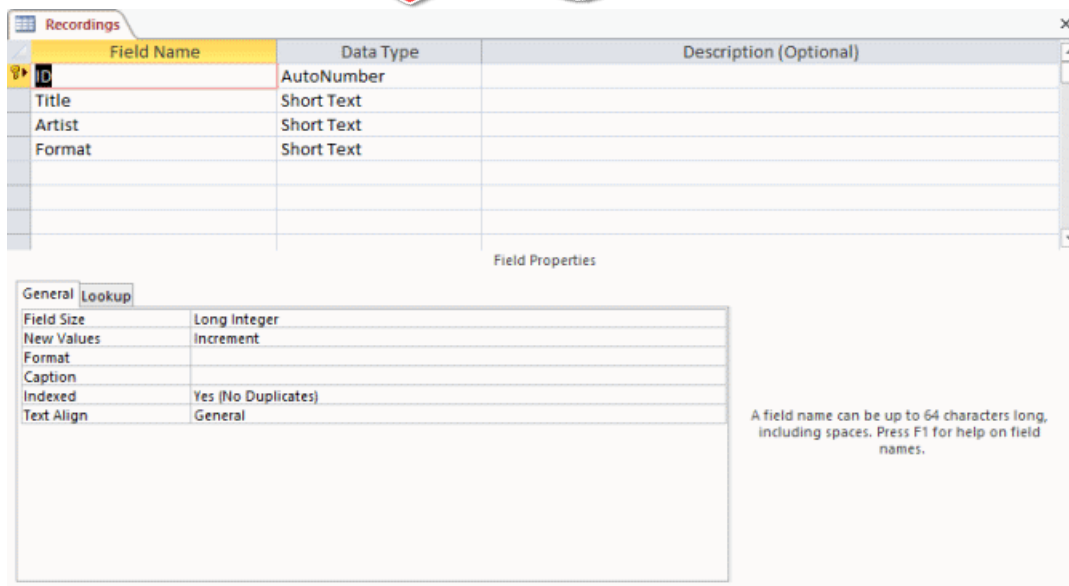 Recordings
Field Name Data Type Description (Optional)
ID AutoNumber
Title Short Text
Artist Short Text
Format Short Text
Field Properties
General Lookup
Field Size Long Integer
New Values Increment
Format
Caption
Indexed Yes (No Duplicates)
Text Align General
A field name can be up to 64 characters long,
including spaces. Press F1 for help on field
names.